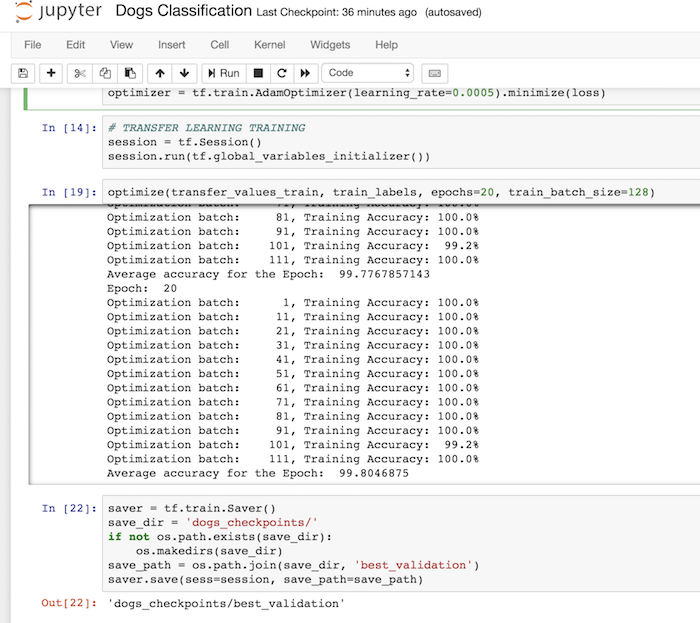 jupyter Dogs Classification Last Checkpoint: 36 minutes ago (autosaved)
File Edit View Insert Cell Kernel Widgets Help
Run Code
optimizer = tf.train.AdamOptimizer(learning_rate=0.0005).minimize(loss)
In [14]: # TRANSFER LEARNING TRAINING
session = tf.Session()
session.run(tf.global_variables_initializer())
In [19]: optimize(transfer_values_train, train_labels, epochs=20, train_batch_size=128)
Optimization batch: 71, Training Accuracy: 100.0%
Optimization batch: 81, Training Accuracy: 100.0%
Optimization batch: 91, Training Accuracy: 100.0%
Optimization batch: 101, Training Accuracy: 99.2%
Optimization batch: 111, Training Accuracy: 100.0%
Average accuracy for the Epoch: 99.7767857143
Epoch: 20
Optimization batch: 1, Training Accuracy: 100.0%
Optimization batch: 11, Training Accuracy: 100.0%
Optimization batch: 21, Training Accuracy: 100.0%
Optimization batch: 31, Training Accuracy: 100.0%
Optimization batch: 41, Training Accuracy: 100.0%
Optimization batch: 51, Training Accuracy: 100.0%
Optimization batch: 61, Training Accuracy: 100.0%
Optimization batch: 71, Training Accuracy: 100.0%
Optimization batch: 81, Training Accuracy: 100.0%
Optimization batch: 91, Training Accuracy: 100.0%
Optimization batch: 101, Training Accuracy: 99.2%
Optimization batch: 111, Training Accuracy: 100.0%
Average accuracy for the Epoch: 99.8046875
In [22]: saver = tf.train.Saver()
save_dir = 'dogs_checkpoints/'
if not os.path.exists(save_dir):
os.makedirs(save_dir)
save_path = os.path.join(save_dir, 'best_validation')
saver.save(sess=session, save_path=save_path)
Out[22]: 'dogs_checkpoints/best_validation'